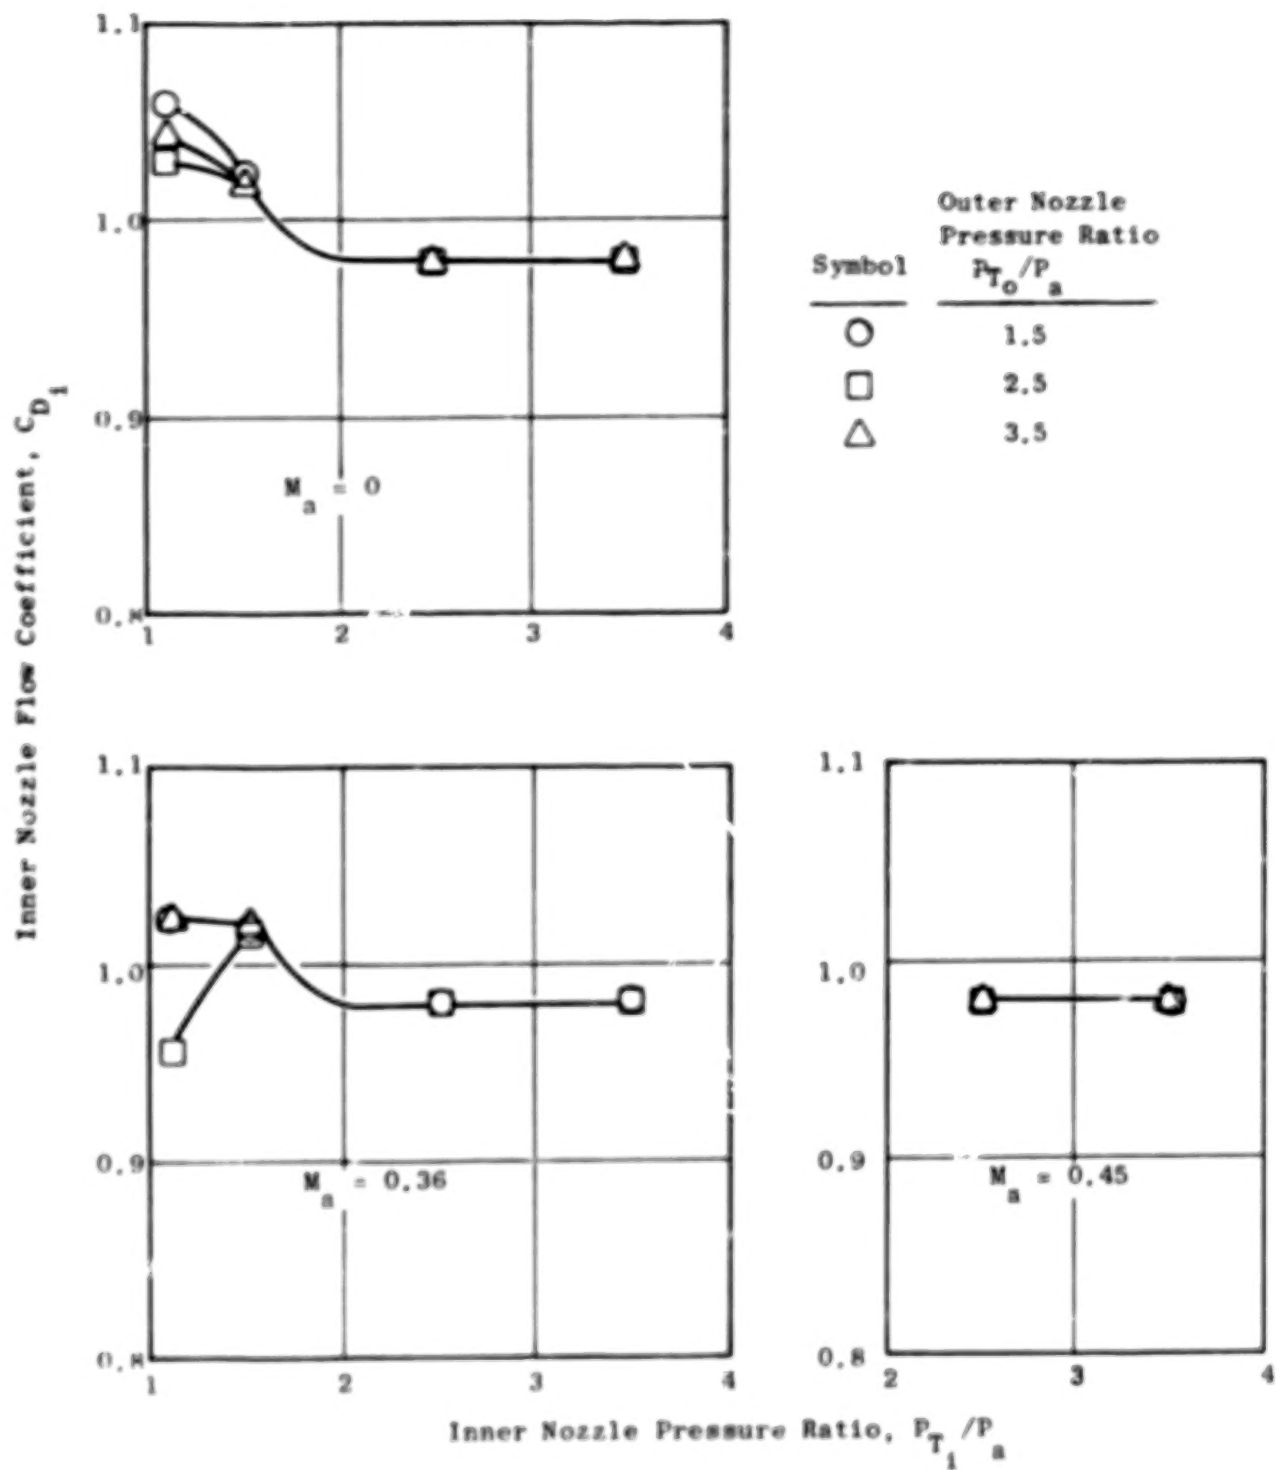 1.1
1.0
0.9
0.8
1 2 3 4
M_a = 0
Outer Nozzle
Pressure Ratio
Symbol P_T_o/P_a
○ 1.5
□ 2.5
△ 3.5
Inner Nozzle Flow Coefficient, C_D_i
1.1
1.0
0.9
0.8
1 2 3 4
M_a = 0.36
1.1
1.0
0.9
0.8
2 3 4
M_a = 0.45
Inner Nozzle Pressure Ratio, P_T_i/P_a